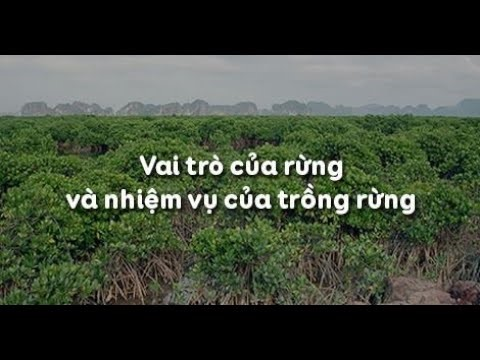 Vai trò của rừng
và nhiệm vụ của trồng rừng